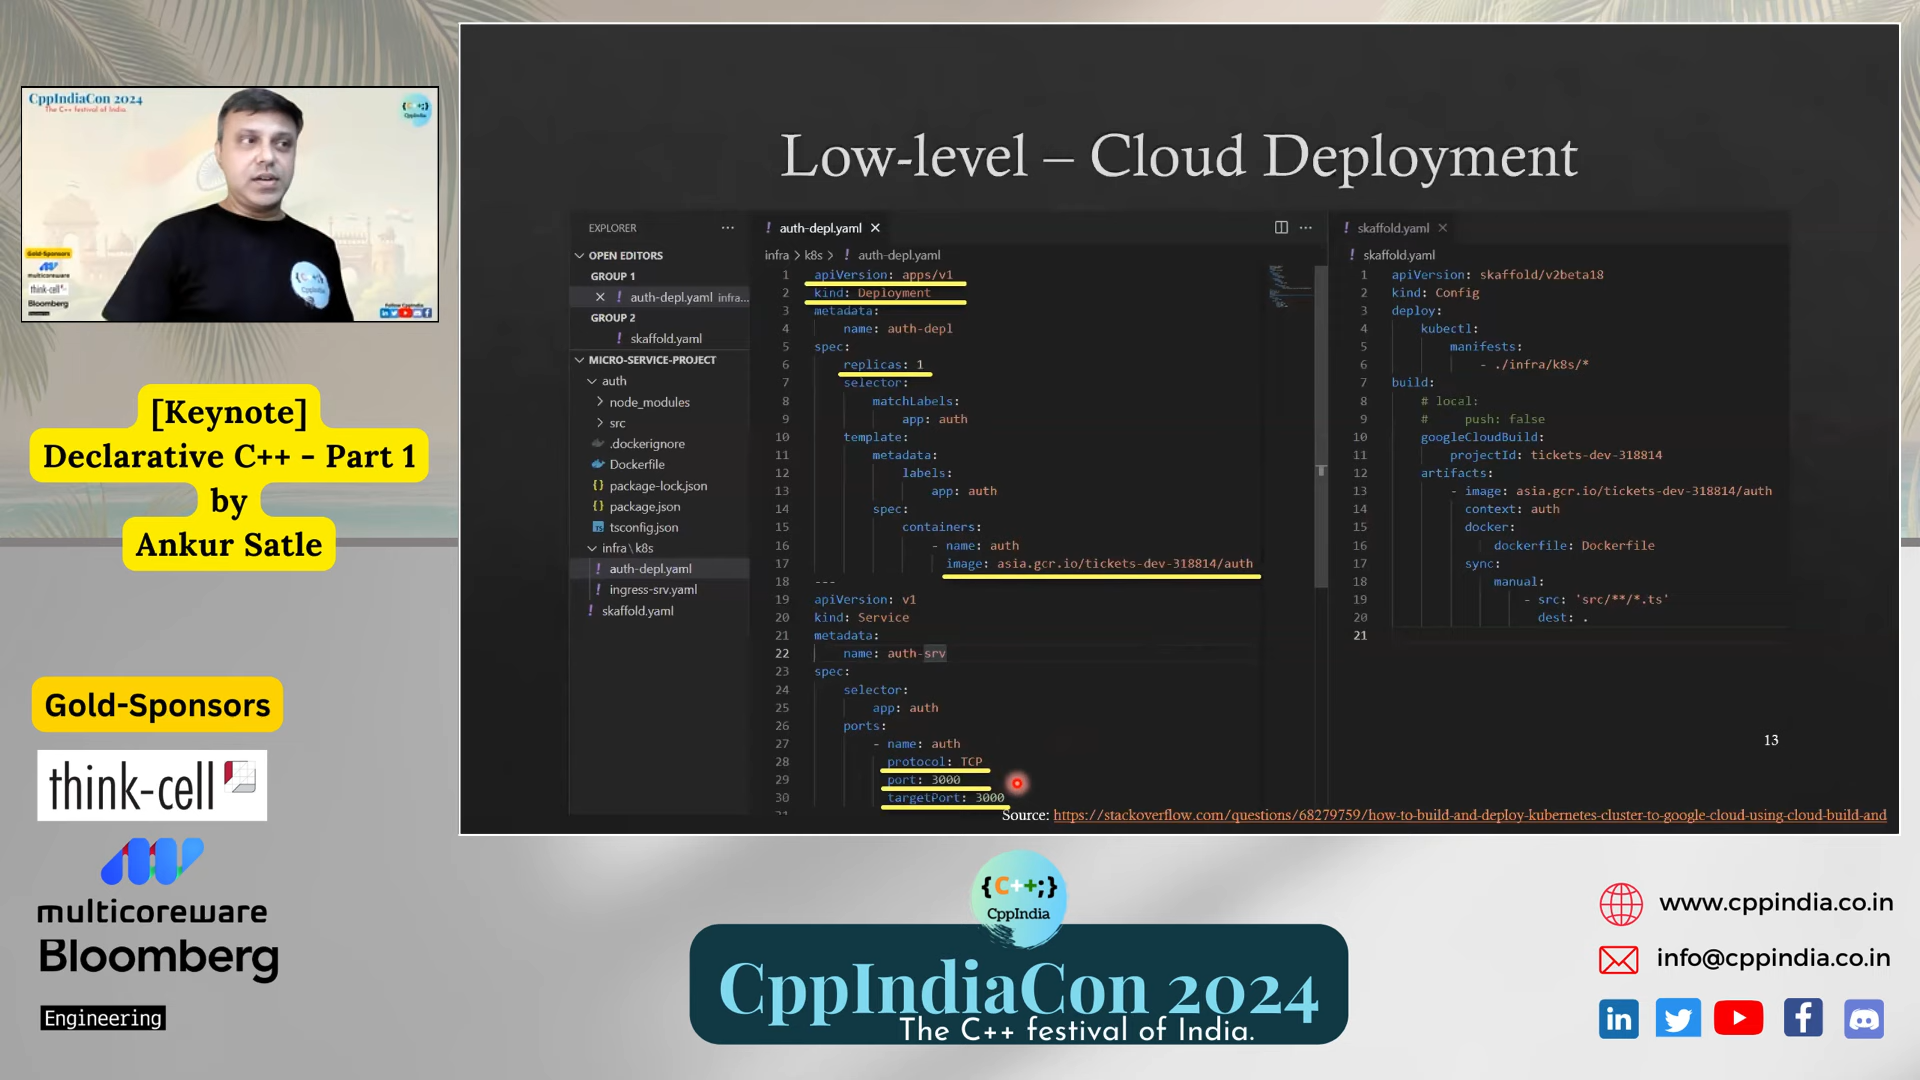 CppIndiaCon 2024
The C++ festival of India.
{C++;}
CppIndia
Gold-Sponsors
multicoreware
think-cell
Bloomberg
Follow CppIndia
[Keynote]
Declarative C++ - Part 1
by
Ankur Satle
Gold-Sponsors
think-cell
multicoreware
Bloomberg
Engineering
Low-level – Cloud Deployment
EXPLORER ···
OPEN EDITORS
GROUP 1
! auth-depl.yaml infra...
GROUP 2
! skaffold.yaml
MICRO-SERVICE-PROJECT
auth
node_modules
src
.dockerignore
Dockerfile
{} package-lock.json
{} package.json
TS tsconfig.json
infra \ k8s
! auth-depl.yaml
! ingress-srv.yaml
! skaffold.yaml
! auth-depl.yaml
infra > k8s > ! auth-depl.yaml
1 apiVersion: apps/v1
2 kind: Deployment
3 metadata:
4 name: auth-depl
5 spec:
6 replicas: 1
7 selector:
8 matchLabels:
9 app: auth
10 template:
11 metadata:
12 labels:
13 app: auth
14 spec:
15 containers:
16 - name: auth
17 image: asia.gcr.io/tickets-dev-318814/auth
18 ---
19 apiVersion: v1
20 kind: Service
21 metadata:
22 name: auth-srv
23 spec:
24 selector:
25 app: auth
26 ports:
27 - name: auth
28 protocol: TCP
29 port: 3000
30 targetPort: 3000
! skaffold.yaml
! skaffold.yaml
1 apiVersion: skaffold/v2beta18
2 kind: Config
3 deploy:
4 kubectl:
5 manifests:
6 - ./infra/k8s/*
7 build:
8 # local:
9 # push: false
10 googleCloudBuild:
11 projectId: tickets-dev-318814
12 artifacts:
13 - image: asia.gcr.io/tickets-dev-318814/auth
14 context: auth
15 docker:
16 dockerfile: Dockerfile
17 sync:
18 manual:
19 - src: 'src/**/*.ts'
20 dest: .
21
13
Source: https://stackoverflow.com/questions/68279759/how-to-build-and-deploy-kubernetes-cluster-to-google-cloud-using-cloud-build-and
{C++;}
CppIndia
CppIndiaCon 2024
The C++ festival of India.
www.cppindia.co.in
info@cppindia.co.in